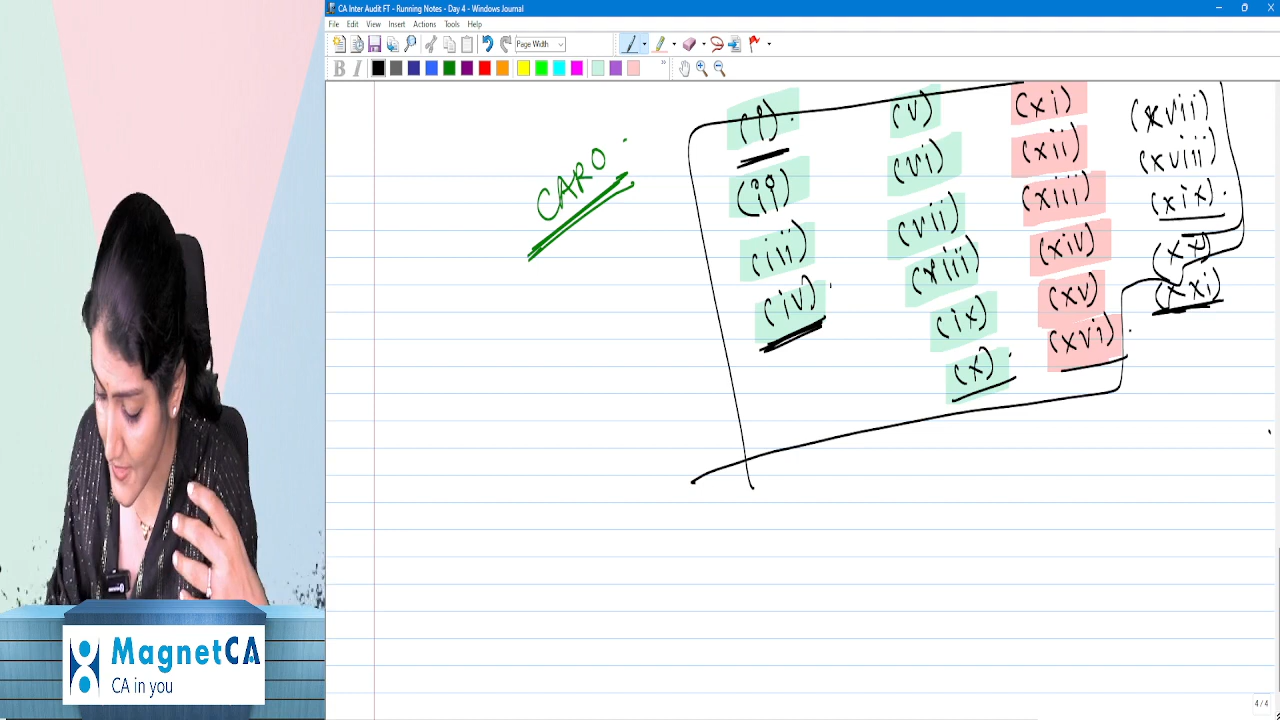 CA Inter Audit FT - Running Notes - Day 4 - Windows Journal
File Edit View Insert Actions Tools Help
Page Width
B I
CARO.
(i).
(ii)
(iii)
(iv).
(v)
(vi)
(vii)
(viii)
(ix)
(x).
(xi)
(xii)
(xiii)
(xiv)
(xv)
(xvi).
(xvii)
(xviii)
(xix).
(xx)
(xxi)
MagnetCA
CA in you
4 / 4